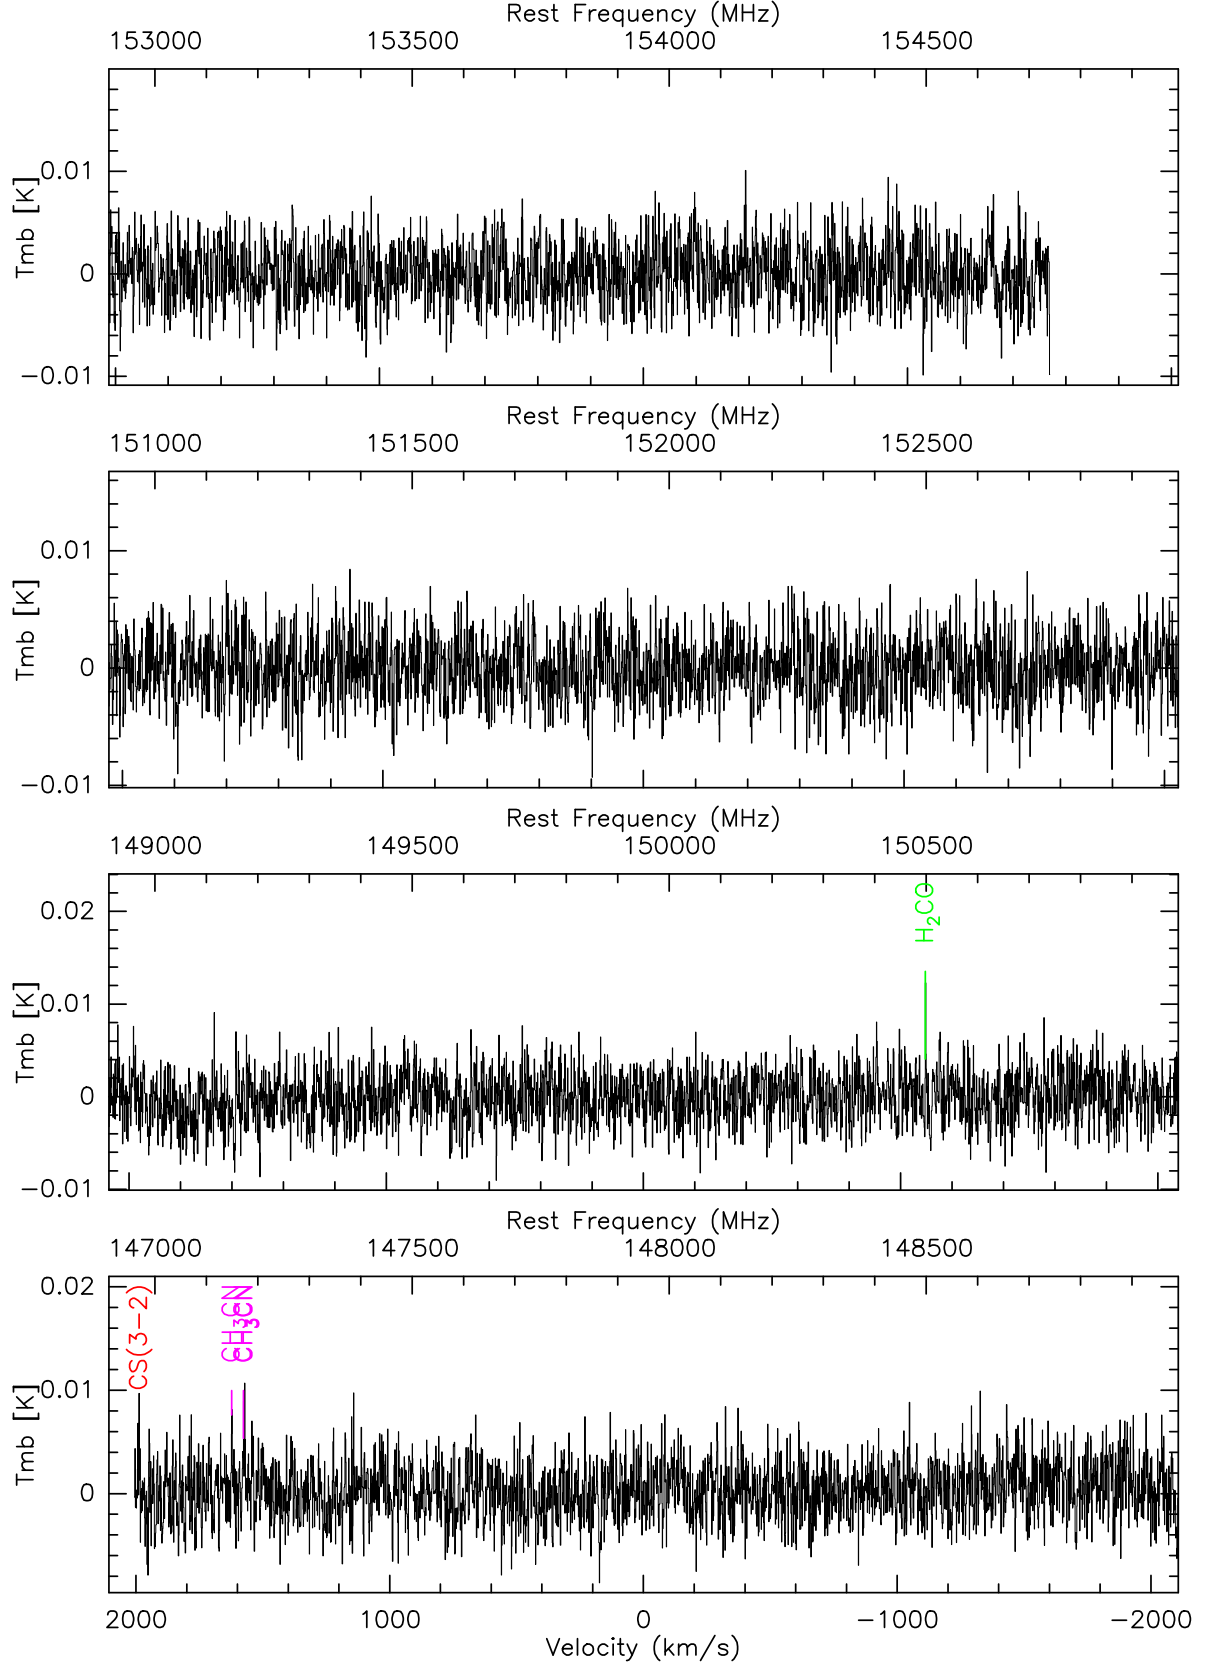 Rest Frequency (MHz)
153000 153500 154000 154500
Tmb [K]
0.01
0
−0.01
Rest Frequency (MHz)
151000 151500 152000 152500
Tmb [K]
0.01
0
−0.01
Rest Frequency (MHz)
149000 149500 150000 150500
Tmb [K]
0.02
0.01
0
−0.01
H₂CO
Rest Frequency (MHz)
147000 147500 148000 148500
Tmb [K]
0.02
0.01
0
CS(3−2)
CH₃CN
CH₃CN
2000 1000 0 −1000 −2000
Velocity (km/s)